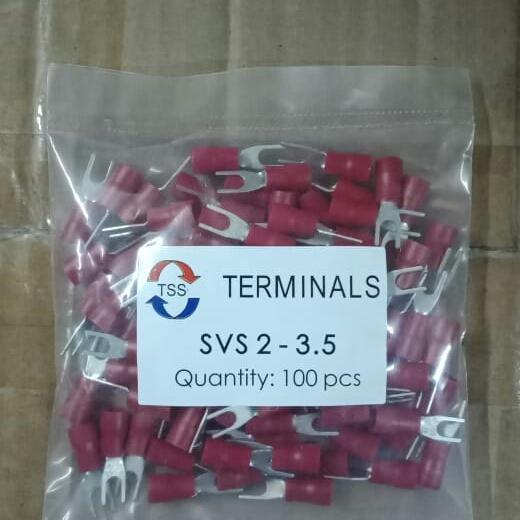 TSS
TERMINALS
SVS 2 - 3.5
Quantity: 100 pcs